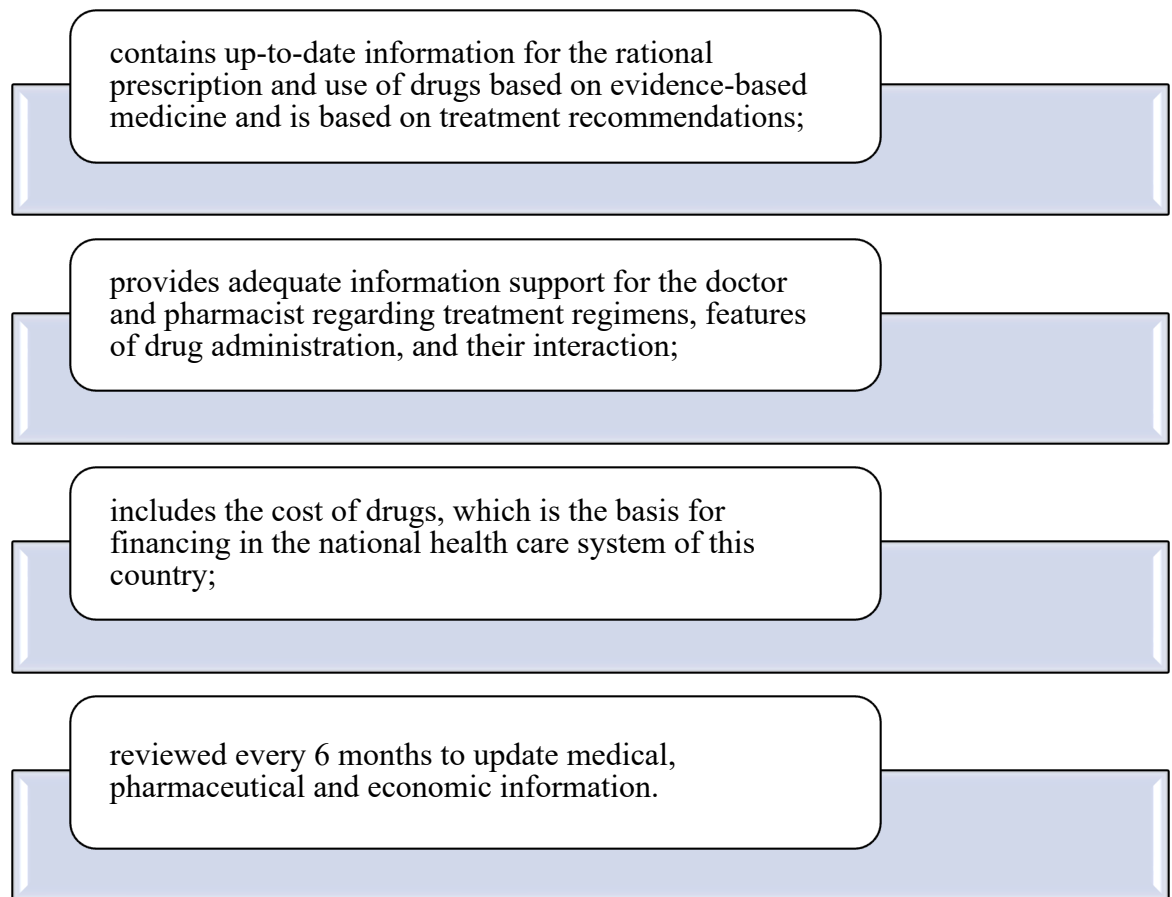 contains up-to-date information for the rational
prescription and use of drugs based on evidence-based
medicine and is based on treatment recommendations;
provides adequate information support for the doctor
and pharmacist regarding treatment regimens, features
of drug administration, and their interaction;
includes the cost of drugs, which is the basis for
financing in the national health care system of this
country;
reviewed every 6 months to update medical,
pharmaceutical and economic information.